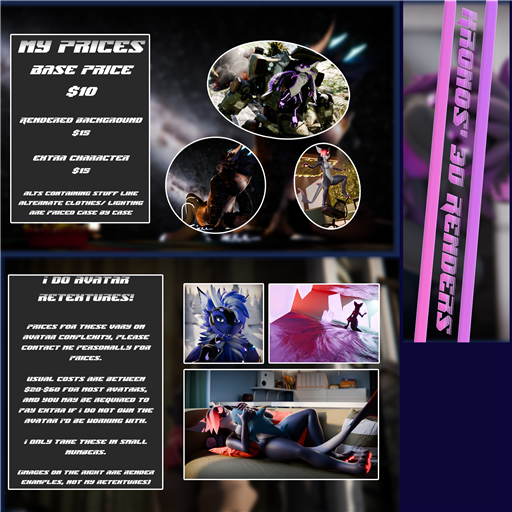 MY PRICES
BASE PRICE
$10
RENDERED BACKGROUND
$15
EXTRA CHARACTER
$15
ALTS CONTAINING STUFF LIKE
ALTERNATE CLOTHES/ LIGHTING
ARE PRICED CASE BY CASE
KRONOS' 3D RENDERS
I DO AVATAR
RETEXTURES!
PRICES FOR THESE VARY ON
AVATAR COMPLEXITY, PLEASE
CONTACT ME PERSONALLY FOR
PRICES.
USUAL COSTS ARE BETWEEN
$20-$60 FOR MOST AVATARS,
AND YOU MAY BE REQUIRED TO
PAY EXTRA IF I DO NOT OWN THE
AVATAR I'D BE WORKING WITH.
I ONLY TAKE THESE IN SMALL
NUMBERS.
(IMAGES ON THE RIGHT ARE RENDER
EXAMPLES, NOT MY RETEXTURES)